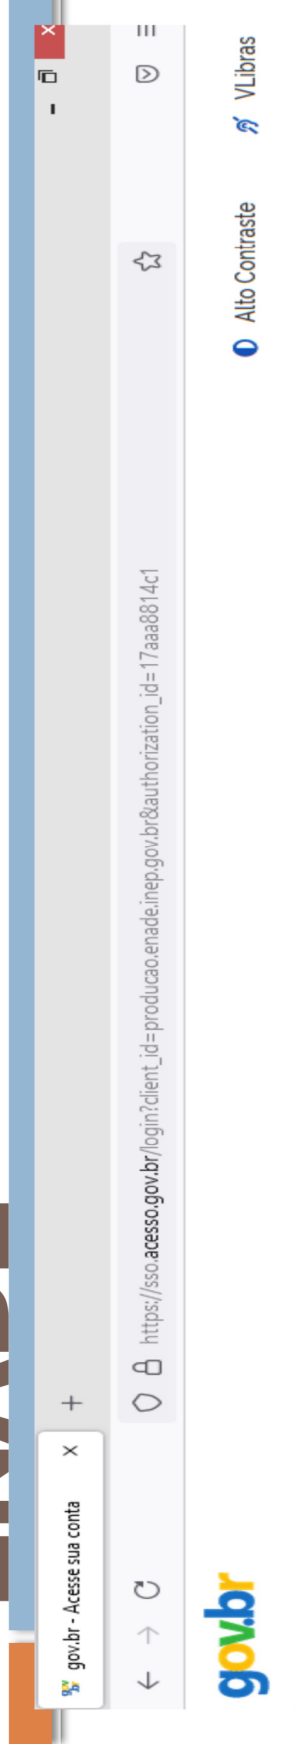 gov.br - Acesse sua conta
https://sso.acesso.gov.br/login?client_id=producao.enade.inep.gov.br&authorization_id=17aaa8814c1
gov.br
Alto Contraste
VLibras